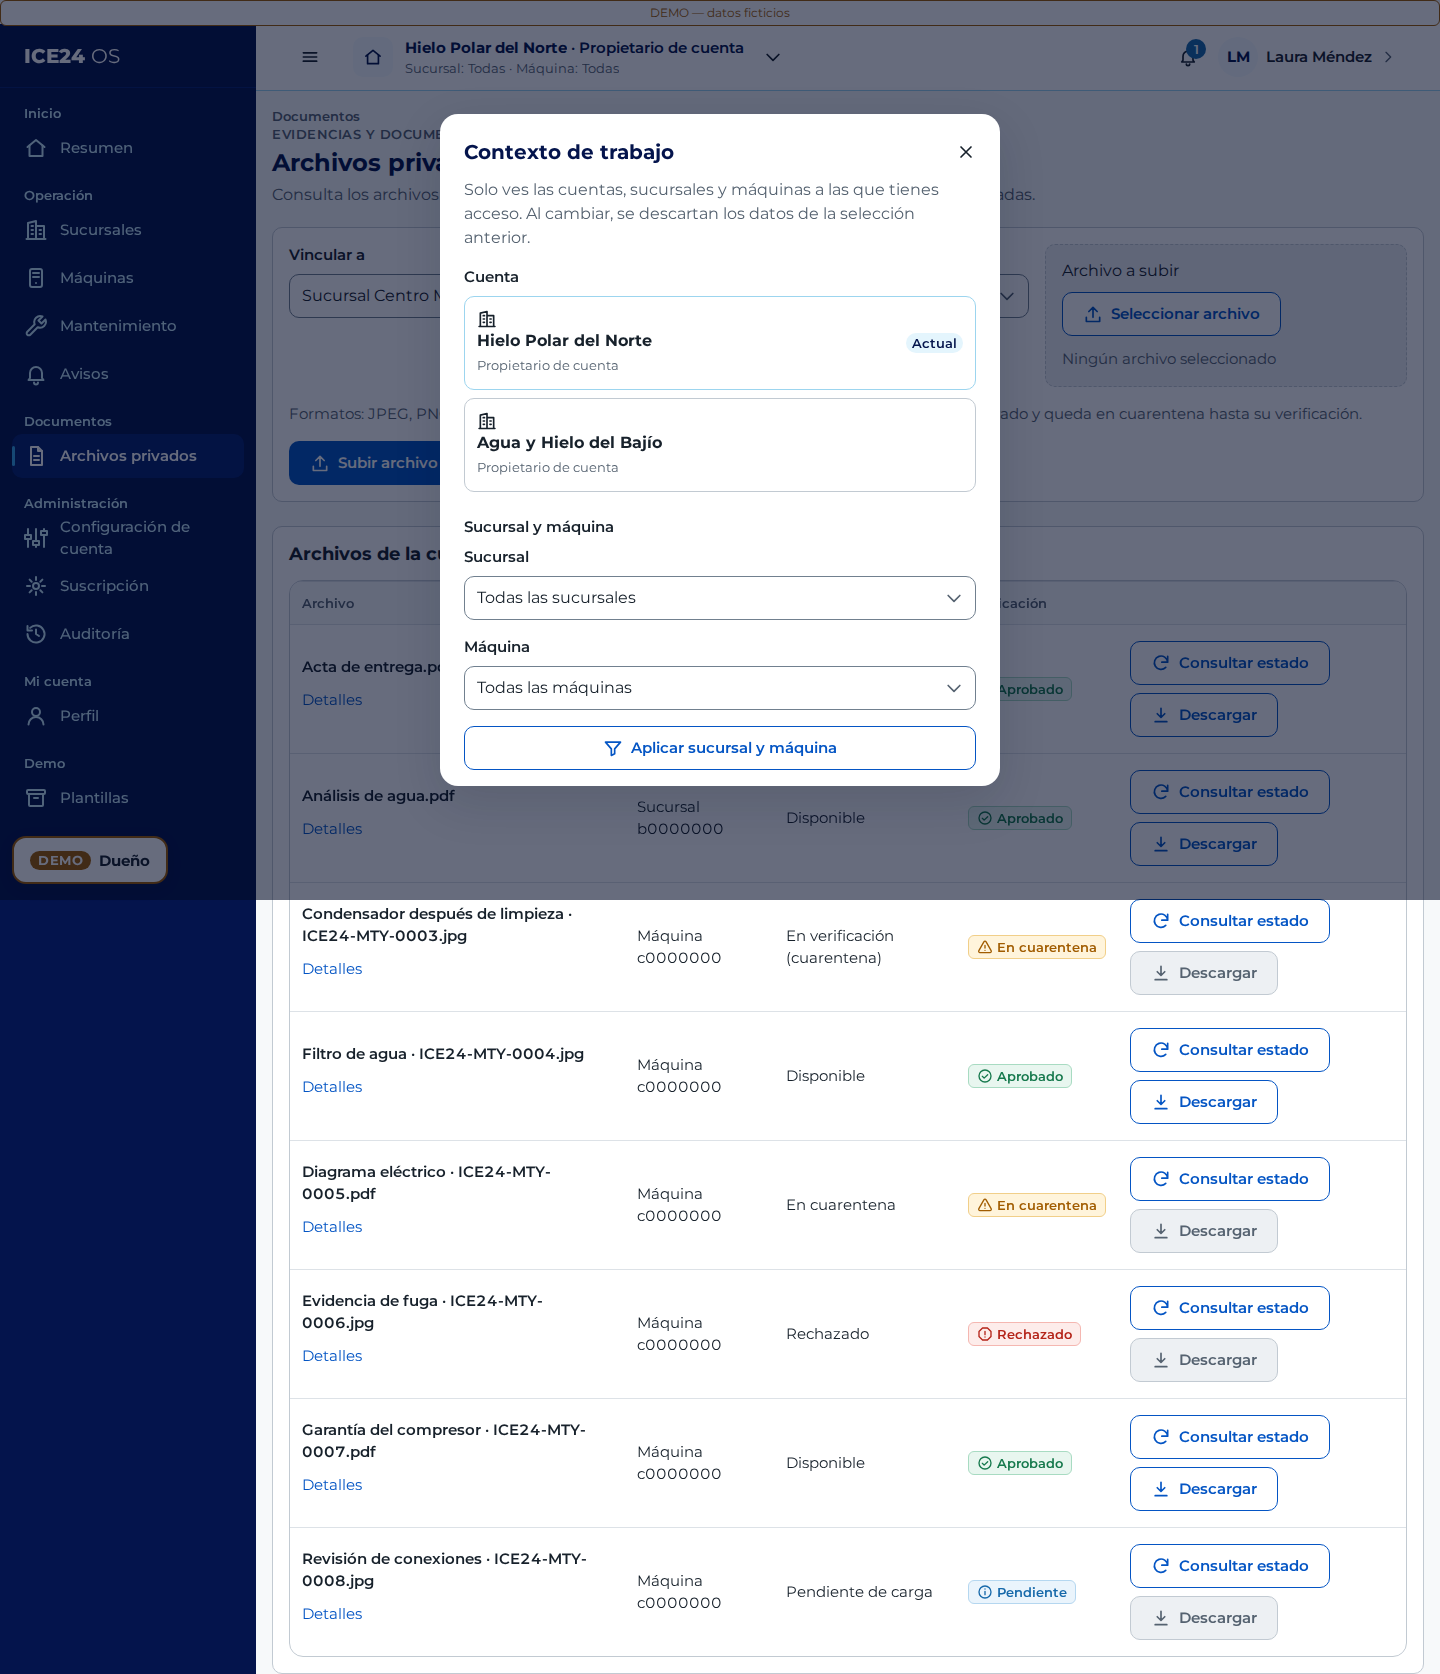 DEMO — datos ficticios
ICE24 OS
Inicio
Resumen
Operación
Sucursales
Máquinas
Mantenimiento
Avisos
Documentos
Archivos privados
Administración
Configuración de
cuenta
Suscripción
Auditoría
Mi cuenta
Perfil
Demo
Plantillas
DEMO Dueño
Hielo Polar del Norte · Propietario de cuenta
Sucursal: Todas · Máquina: Todas
1
LM Laura Méndez
Documentos
EVIDENCIAS Y
Archivos
Consulta los archivos
Vincular a
Sucursal Centro
Archivo a subir
Seleccionar archivo
Ningún archivo seleccionado
Formatos: JPEG,
y queda en cuarentena hasta su verificación.
Subir archivo
Contexto de trabajo
Solo ves las cuentas, sucursales y máquinas a las que tienes
acceso. Al cambiar, se descartan los datos de la selección
anterior.
Cuenta
Hielo Polar del Norte
Propietario de cuenta
Actual
Agua y Hielo del Bajío
Propietario de cuenta
Sucursal y máquina
Sucursal
Todas las sucursales
Máquina
Todas las máquinas
Aplicar sucursal y máquina
Archivos de la
Archivo
Acta de
Detalles
Aprobado
Consultar estado
Descargar
Análisis de agua.pdf
Detalles
Sucursal
b0000000
Disponible
Aprobado
Consultar estado
Descargar
Condensador después de limpieza ·
ICE24-MTY-0003.jpg
Detalles
Máquina
c0000000
En verificación
(cuarentena)
En cuarentena
Consultar estado
Descargar
Filtro de agua · ICE24-MTY-0004.jpg
Detalles
Máquina
c0000000
Disponible
Aprobado
Consultar estado
Descargar
Diagrama eléctrico · ICE24-MTY-
0005.pdf
Detalles
Máquina
c0000000
En cuarentena
En cuarentena
Consultar estado
Descargar
Evidencia de fuga · ICE24-MTY-
0006.jpg
Detalles
Máquina
c0000000
Rechazado
Rechazado
Consultar estado
Descargar
Garantía del compresor · ICE24-MTY-
0007.pdf
Detalles
Máquina
c0000000
Disponible
Aprobado
Consultar estado
Descargar
Revisión de conexiones · ICE24-MTY-
0008.jpg
Detalles
Máquina
c0000000
Pendiente de carga
Pendiente
Consultar estado
Descargar